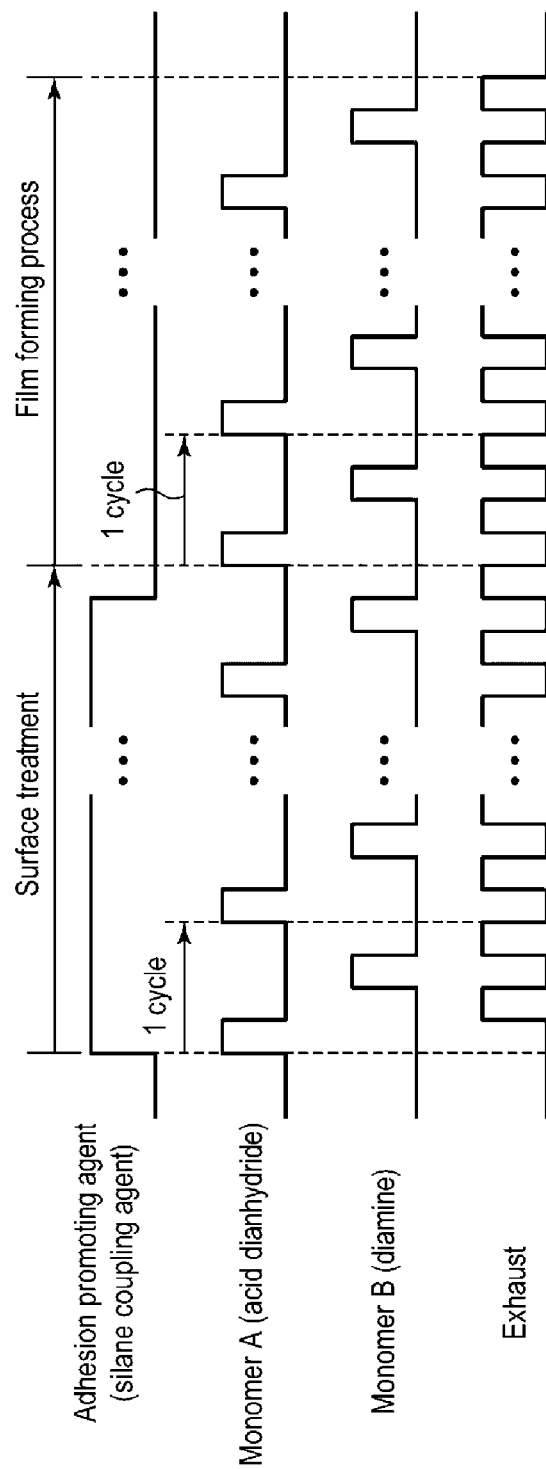 Surface treatment
Film forming process
Adhesion promoting agent
(silane coupling agent)
1 cycle
1 cycle
Monomer A (acid dianhydride)
Monomer B (diamine)
Exhaust